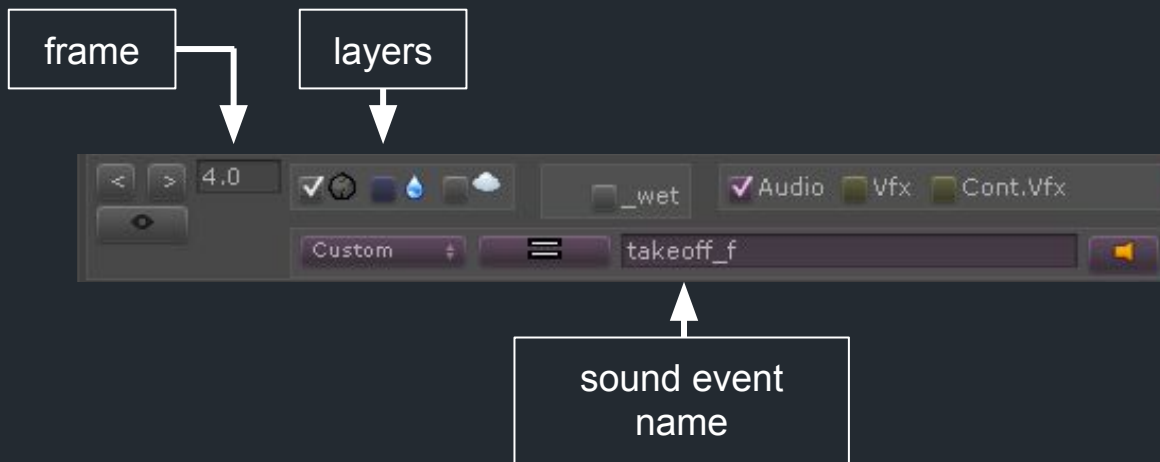 frame
layers
< > 4.0
_wet
Audio Vfx Cont.Vfx
Custom takeoff_f
sound event
name